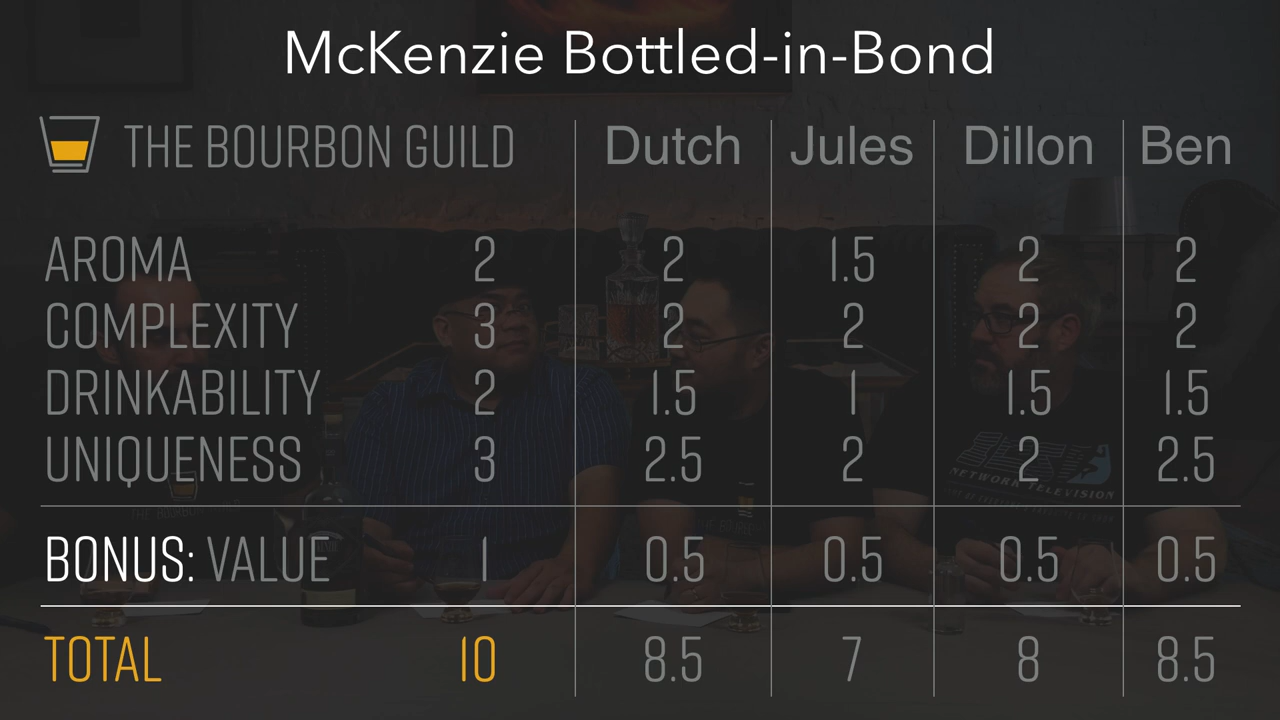 McKenzie Bottled-in-Bond
THE BOURBON GUILD Dutch Jules Dillon Ben
AROMA 2 2 1.5 2 2
COMPLEXITY 3 2 2 2 2
DRINKABILITY 2 1.5 1 1.5 1.5
UNIQUENESS 3 2.5 2 2 2.5
NETWORK TELEVISION
BONUS: VALUE 1 0.5 0.5 0.5 0.5
TOTAL 10 8.5 7 8 8.5